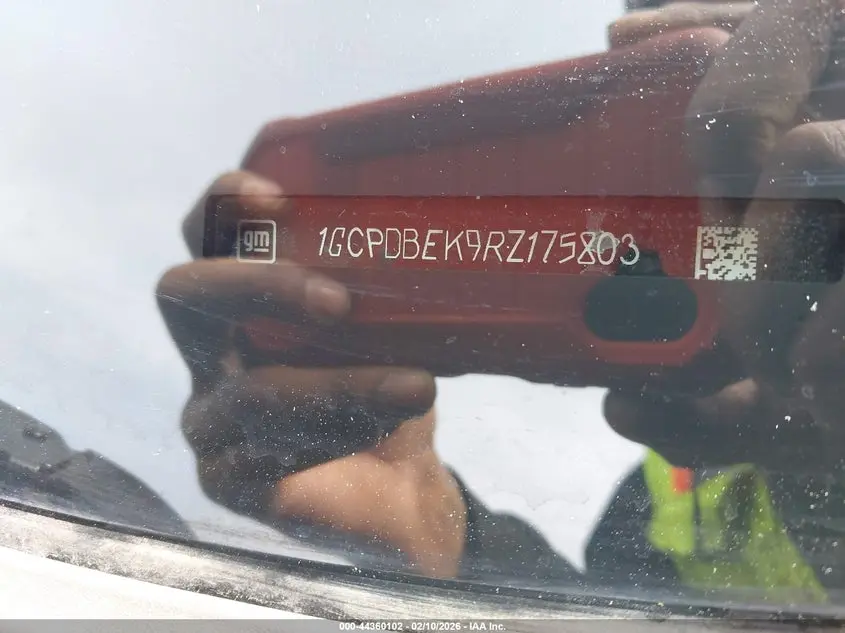 gm 1GCPDBEK9RZ175803
000-44360102 - 02/10/2026 - IAA Inc.